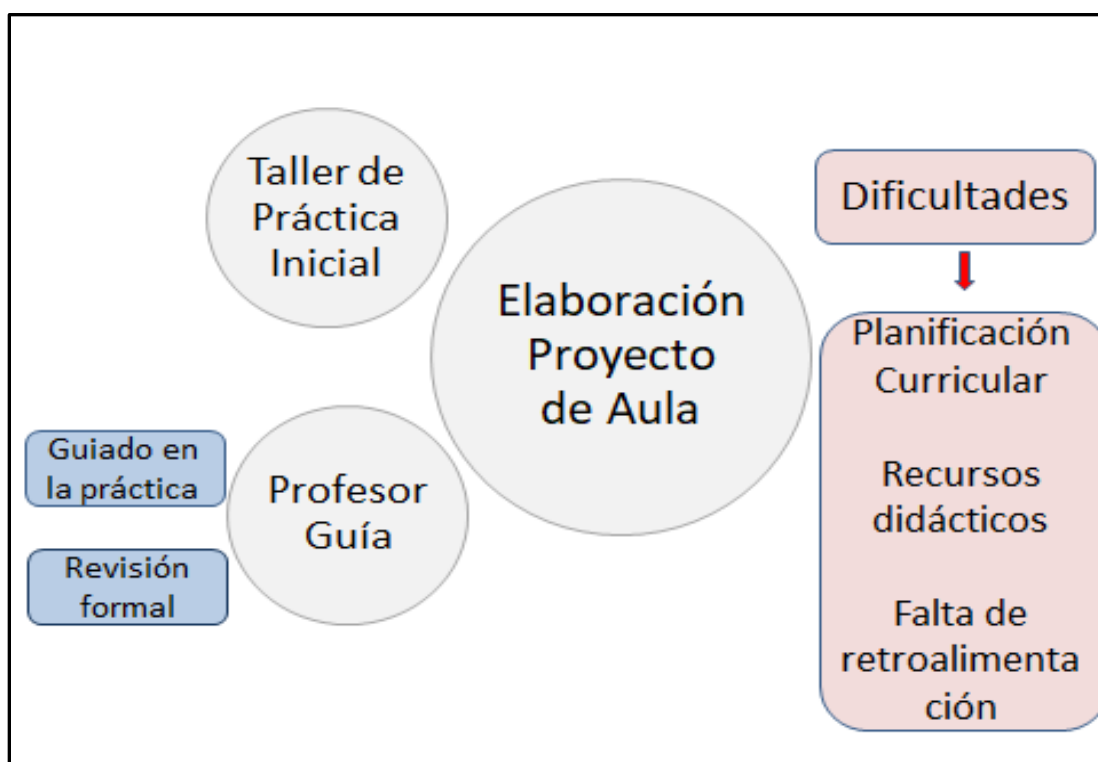 Taller de
Práctica
Inicial
Elaboración
Proyecto
de Aula
Profesor
Guía
Guiado en
la práctica
Revisión
formal
Dificultades
Planificación
Curricular
Recursos
didácticos
Falta de
retroalimenta
ción